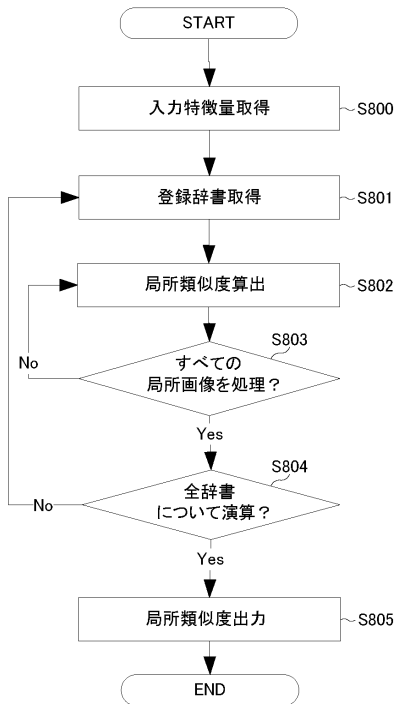 START
入力特徴量取得
S800
登録辞書取得
S801
局所類似度算出
S802
S803
すべての
局所画像を処理？
No
Yes
S804
全辞書
について演算？
No
Yes
局所類似度出力
S805
END